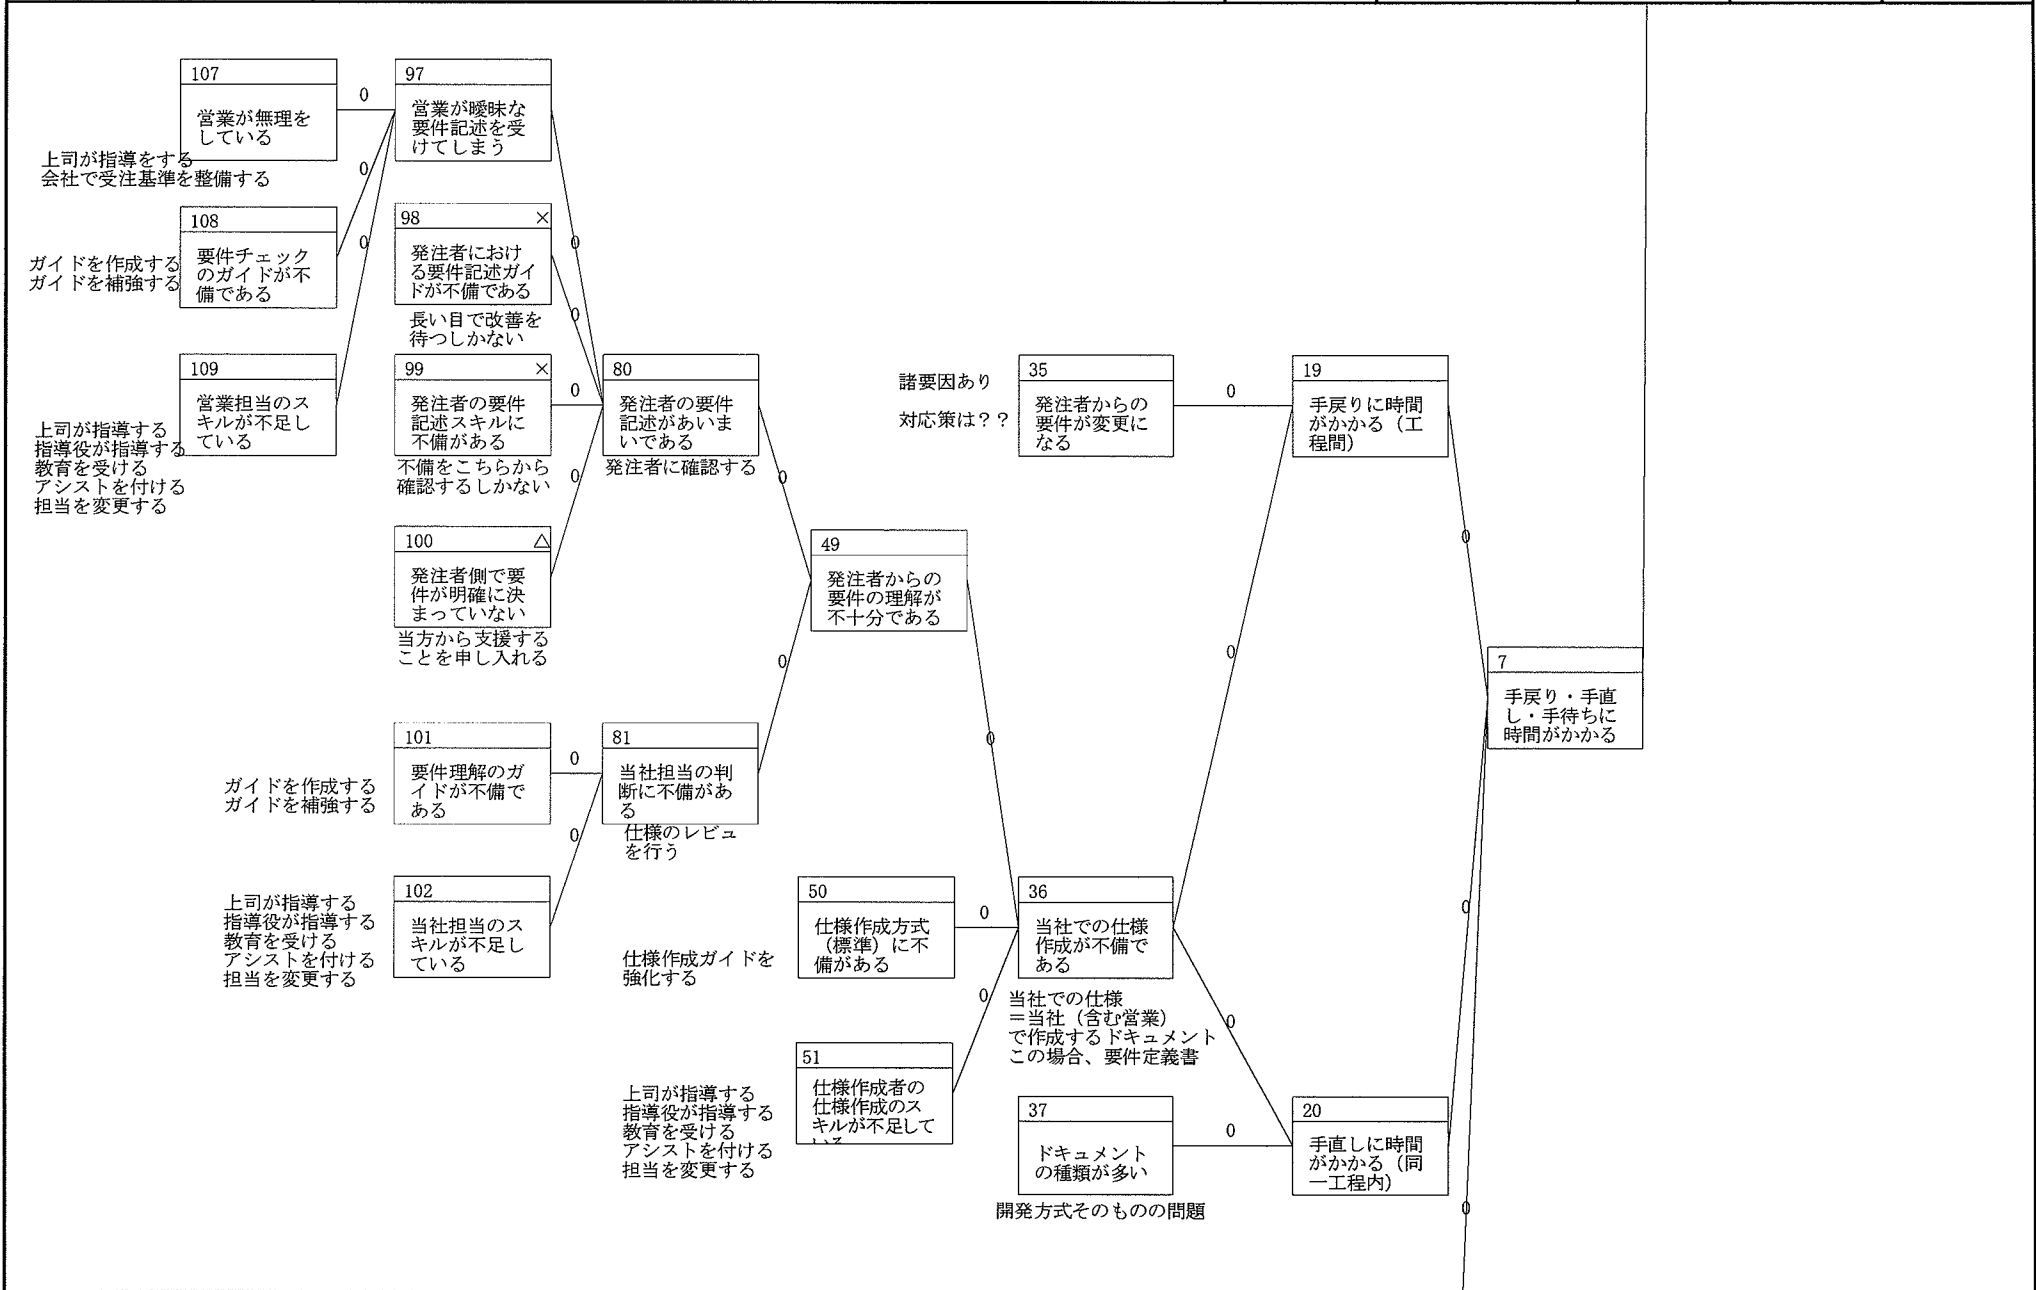 107
営業が無理を
している
0
上司が指導をする
会社で受注基準を整備する
97
営業が曖昧な
要件記述を受
けてしまう
0
108
要件チェック
のガイドが不
備である
0
ガイドを作成する
ガイドを補強する
98 ×
発注者におけ
る要件記述ガイ
ドが不備である
0
0
長い目で改善を
待つしかない
109
営業担当のス
キルが不足し
ている
上司が指導する
指導役が指導する
教育を受ける
アシストを付ける
担当を変更する
99 ×
発注者の要件
記述スキルに
不備がある
0
不備をこちらから
確認するしかない
0
80
発注者の要件
記述があいま
いである
発注者に確認する
0
100 △
発注者側で要
件が明確に決
まっていない
当方から支援する
ことを申し入れる
49
発注者からの
要件の理解が
不十分である
0
諸要因あり
対応策は？？
35
発注者からの
要件が変更に
なる
0
19
手戻りに時間
がかかる（工
程間）
0
0
7
手戻り・手直
し・手待ちに
時間がかかる
101
要件理解のガ
イドが不備で
ある
0
ガイドを作成する
ガイドを補強する
81
当社担当の判
断に不備があ
る
仕様のレビュ
を行う
0
0
102
当社担当のス
キルが不足し
ている
上司が指導する
指導役が指導する
教育を受ける
アシストを付ける
担当を変更する
50
仕様作成方式
（標準）に不
備がある
0
仕様作成ガイドを
強化する
36
当社での仕様
作成が不備で
ある
0
0
当社での仕様
＝当社（含む営業）
で作成するドキュメント
この場合、要件定義書
0
51
仕様作成者の
仕様作成のス
キルが不足して
いる
上司が指導する
指導役が指導する
教育を受ける
アシストを付ける
担当を変更する
37
ドキュメント
の種類が多い
0
開発方式そのものの問題
20
手直しに時間
がかかる（同
一工程内）
0